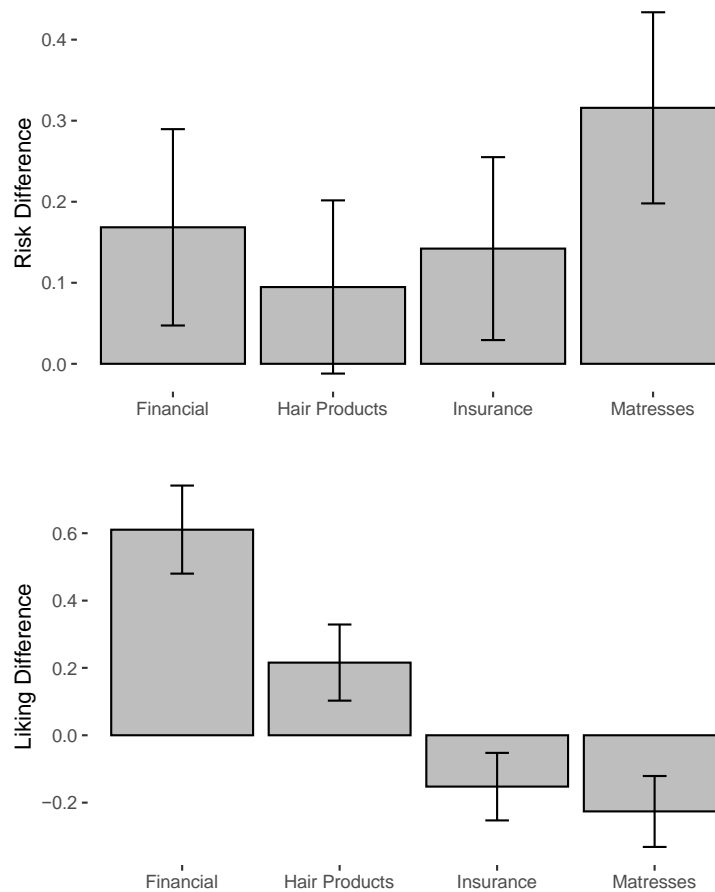 0.4
0.3
0.2
0.1
0.0
Risk Difference
Financial Hair Products Insurance Matresses
0.6
0.4
0.2
0.0
−0.2
Liking Difference
Financial Hair Products Insurance Matresses